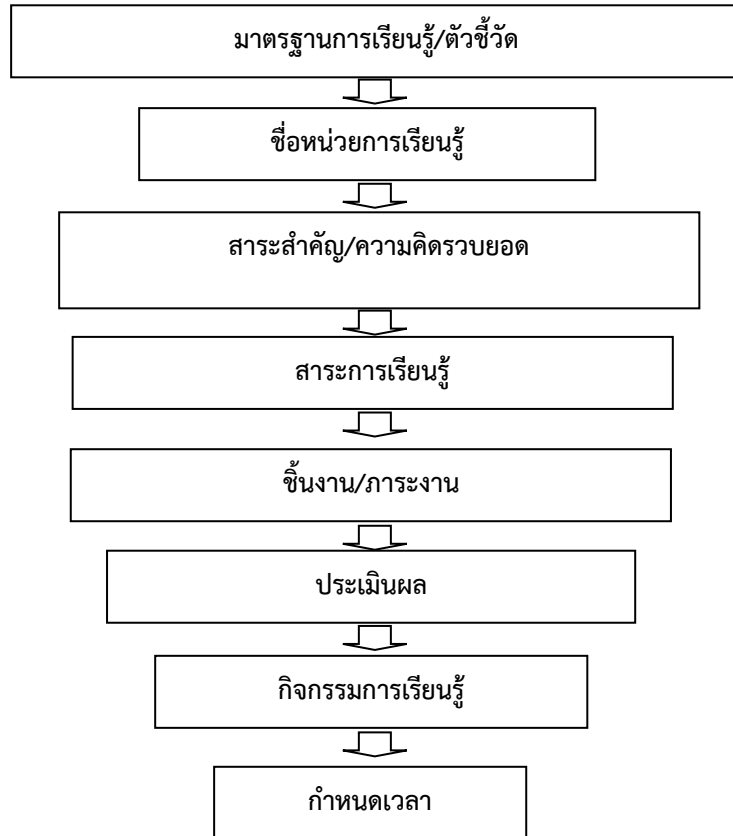 มาตรฐานการเรียนรู้/ตัวชี้วัด
ชื่อหน่วยการเรียนรู้
สาระสำคัญ/ความคิดรวบยอด
สาระการเรียนรู้
ชิ้นงาน/ภาระงาน
ประเมินผล
กิจกรรมการเรียนรู้
กำหนดเวลา